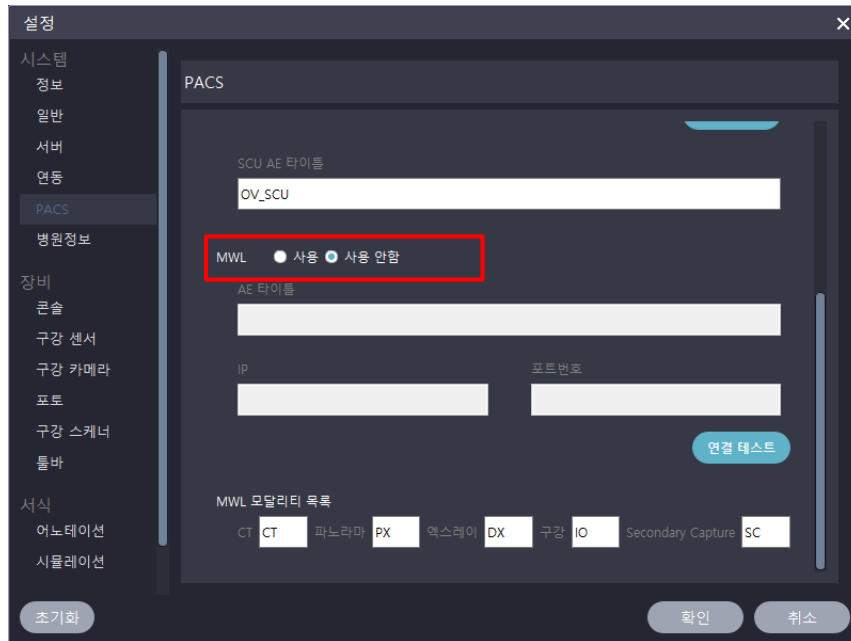 설정
시스템
정보
일반
서버
연동
PACS
병원정보
장비
콘솔
구강 센서
구강 카메라
포토
구강 스케너
툴바
서식
어노테이션
시뮬레이션
PACS
SCU AE 타이틀
OV_SCU
MWL 사용 사용 안함
AE 타이틀
IP 포트번호
연결 테스트
MWL 모달리티 목록
CT CT 파노라마 PX 엑스레이 DX 구강 IO Secondary Capture SC
초기화 확인 취소